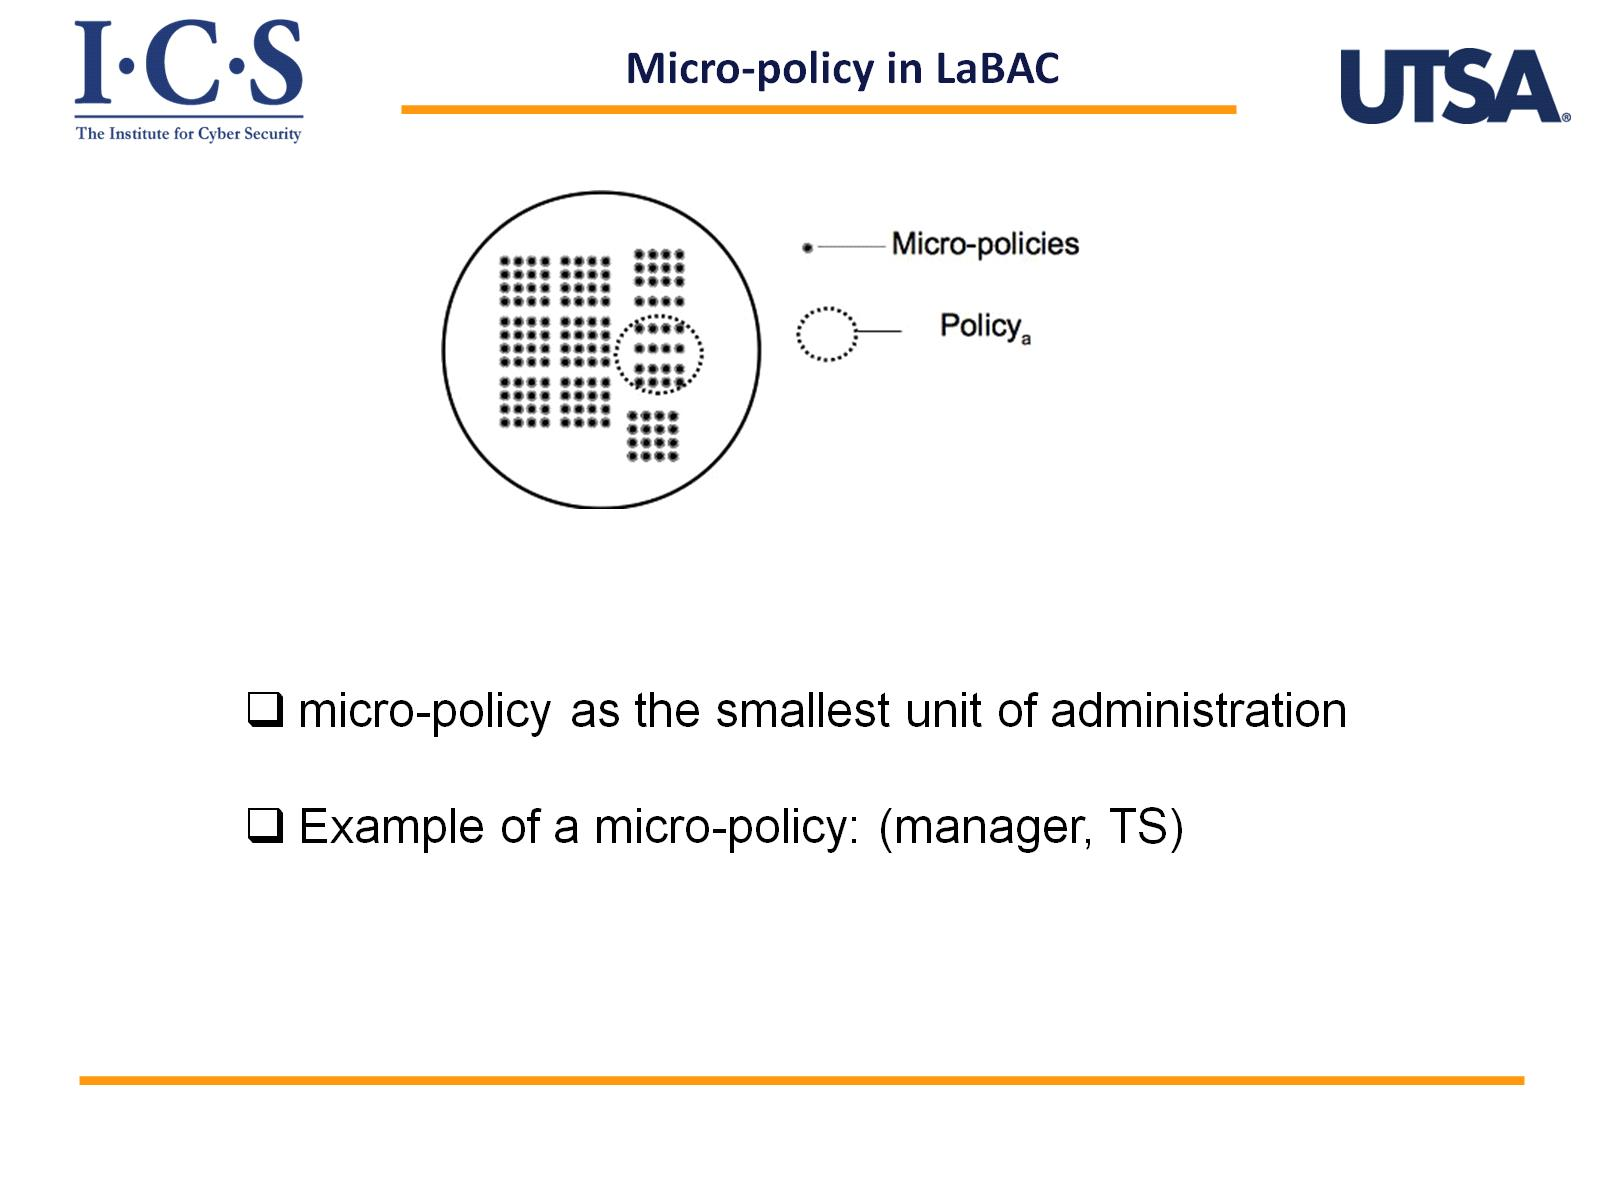 I·C·S
The Institute for Cyber Security
Micro-policy in LaBAC
UTSA®
Micro-policies
Policya
micro-policy as the smallest unit of administration
Example of a micro-policy: (manager, TS)